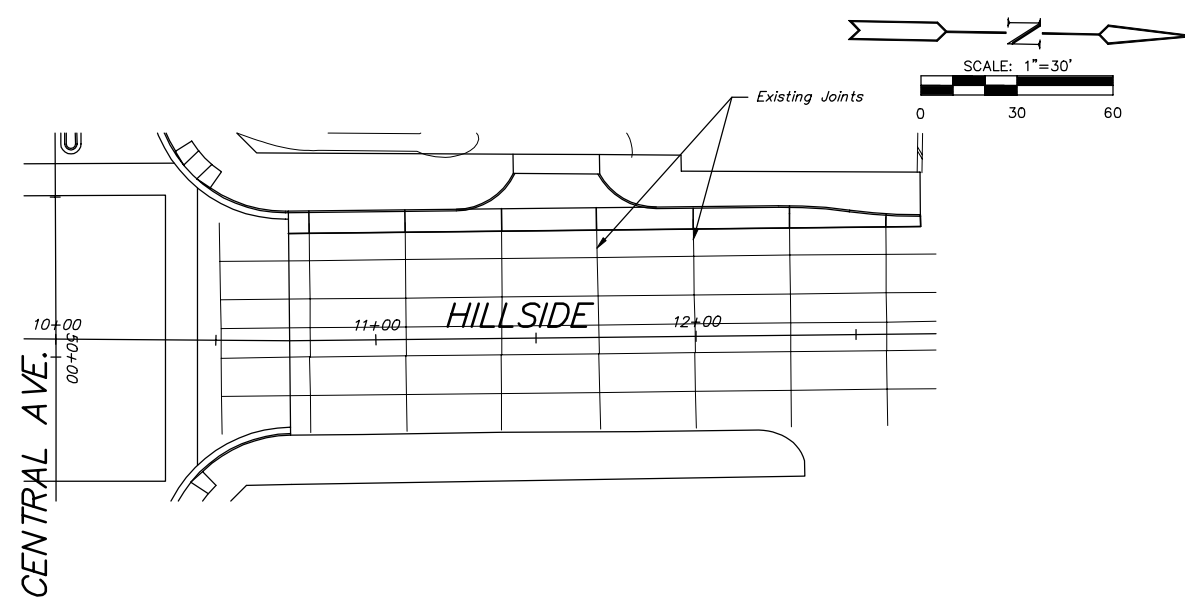 SCALE: 1"=30'
0 30 60
Existing Joints
N
HILLSIDE
10+00
11+00
12+00
50+00
CENTRAL AVE.